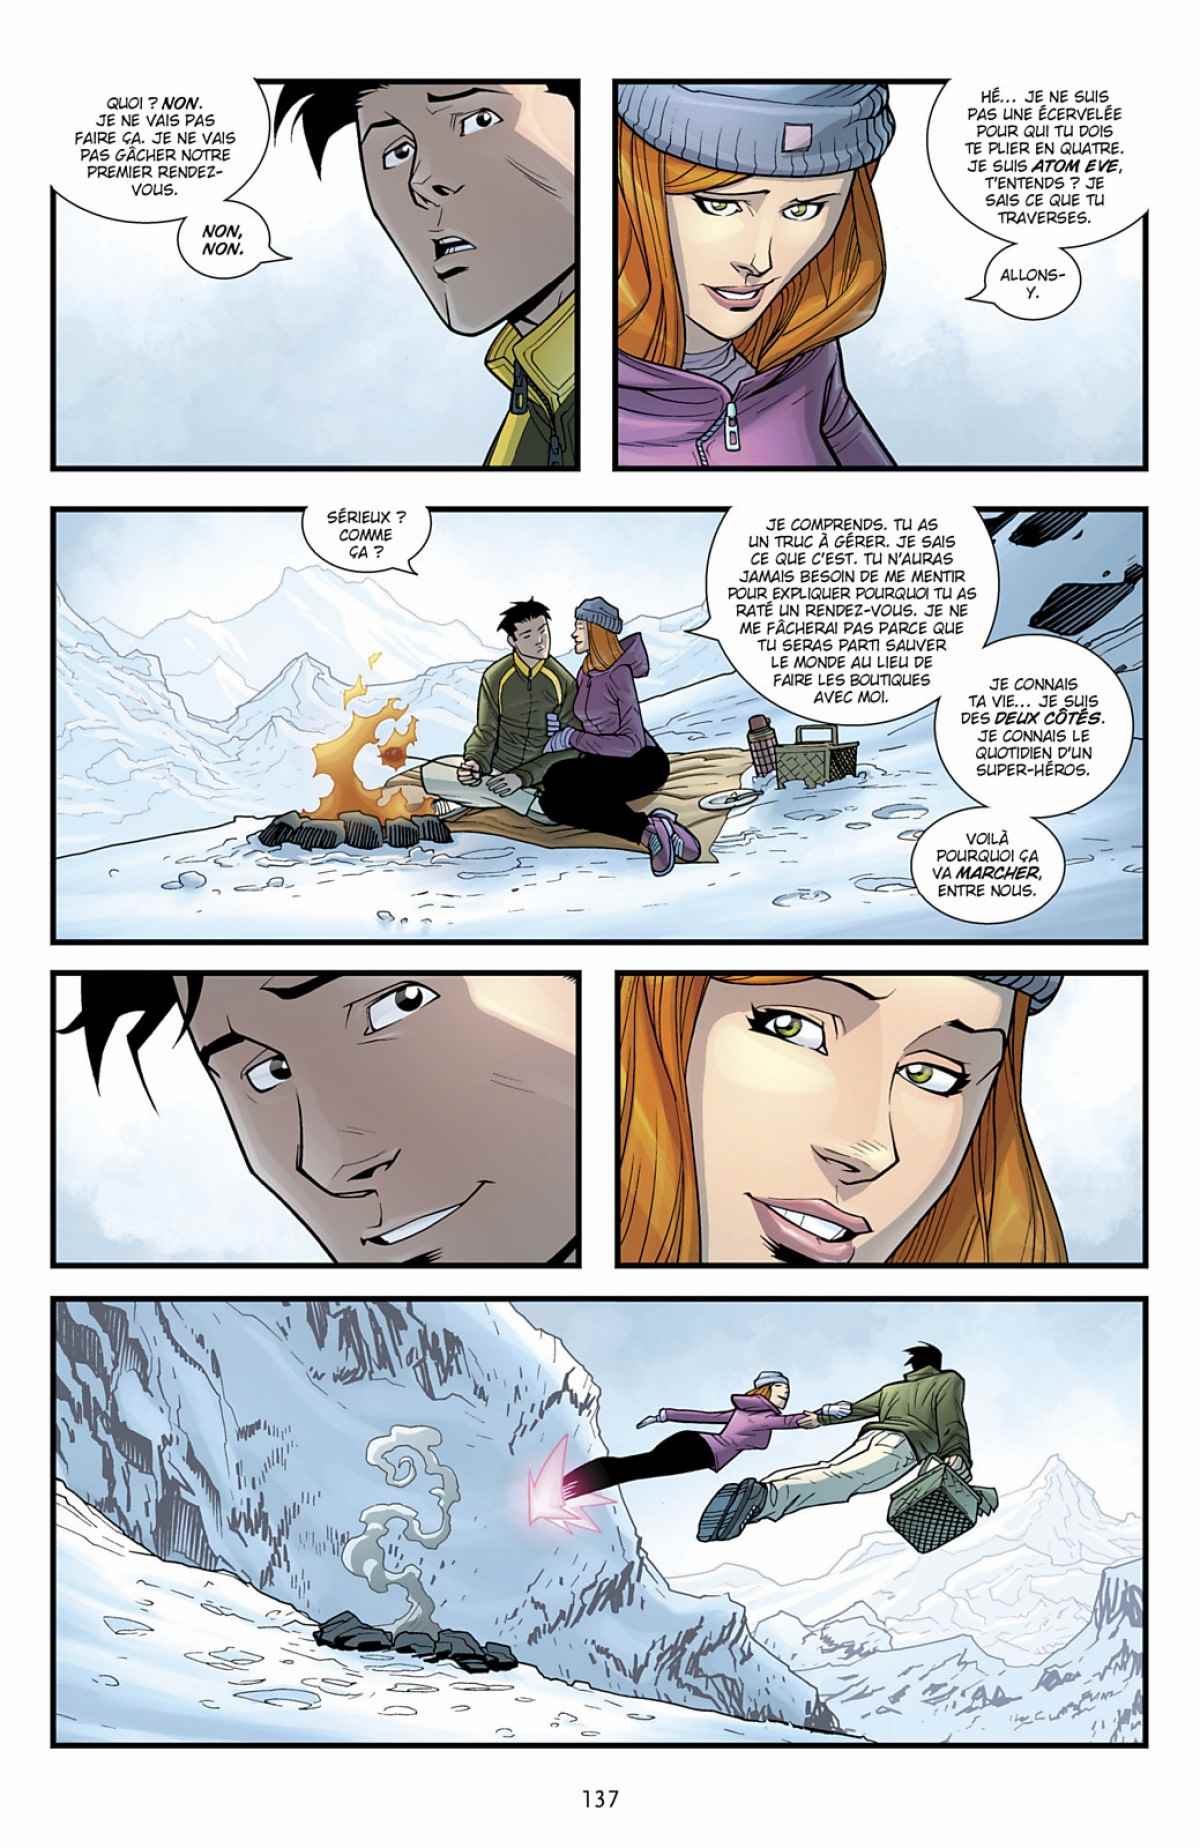 QUOI ? NON.
JE NE VAIS PAS
FAIRE ÇA. JE NE VAIS
PAS GÂCHER NOTRE
PREMIER RENDEZ-
VOUS.
NON,
NON.
HÉ... JE NE SUIS
PAS UNE ÉCERVELÉE
POUR QUI TU DOIS
TE PLIER EN QUATRE.
JE SUIS ATOM EVE,
T'ENTENDS ? JE
SAIS CE QUE TU
TRAVERSES.
ALLONS-
Y.
SÉRIEUX ?
COMME
ÇA ?
JE COMPRENDS. TU AS
UN TRUC À GÉRER. JE SAIS
CE QUE C'EST. TU N'AURAS
JAMAIS BESOIN DE ME MENTIR
POUR EXPLIQUER POURQUOI TU AS
RATÉ UN RENDEZ-VOUS. JE NE
ME FÂCHERAI PAS PARCE QUE
TU SERAS PARTI SAUVER
LE MONDE AU LIEU DE
FAIRE LES BOUTIQUES
AVEC MOI.
JE CONNAIS
TA VIE... JE SUIS
DES DEUX CÔTÉS.
JE CONNAIS LE
QUOTIDIEN D'UN
SUPER-HÉROS.
VOILÀ
POURQUOI ÇA
VA MARCHER,
ENTRE NOUS.
137